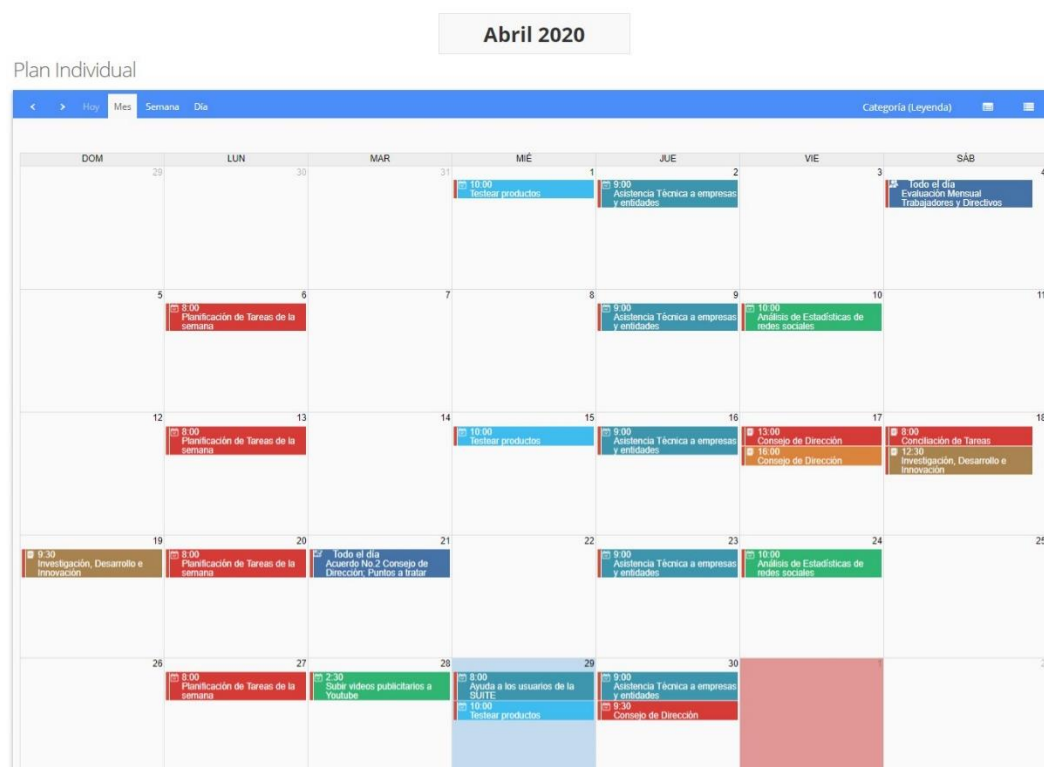 Abril 2020
Plan Individual
Hoy Mes Semana Día Categoría (Leyenda)
DOM LUN MAR MIÉ JUE VIE SÁB
29 30 31 1 2 3 4
10:00
Testear productos
9:00
Asistencia Técnica a empresas
y entidades
Todo el día
Evaluación Mensual
Trabajadores y Directivos
5 6 7 8 9 10 11
8:00
Planificación de Tareas de la
semana
9:00
Asistencia Técnica a empresas
y entidades
10:00
Análisis de Estadísticas de
redes sociales
12 13 14 15 16 17 18
8:00
Planificación de Tareas de la
semana
10:00
Testear productos
9:00
Asistencia Técnica a empresas
y entidades
13:00
Consejo de Dirección
16:00
Consejo de Dirección
8:00
Conciliación de Tareas
12:30
Investigación, Desarrollo e
Innovación
19 20 21 22 23 24 25
9:30
Investigación, Desarrollo e
Innovación
8:00
Planificación de Tareas de la
semana
Todo el día
Acuerdo No.2 Consejo de
Dirección; Puntos a tratar
9:00
Asistencia Técnica a empresas
y entidades
10:00
Análisis de Estadísticas de
redes sociales
26 27 28 29 30 1 2
8:00
Planificación de Tareas de la
semana
2:30
Subir videos publicitarios a
Youtube
8:00
Ayuda a los usuarios de la
SUITE
10:00
Testear productos
9:00
Asistencia Técnica a empresas
y entidades
9:30
Consejo de Dirección